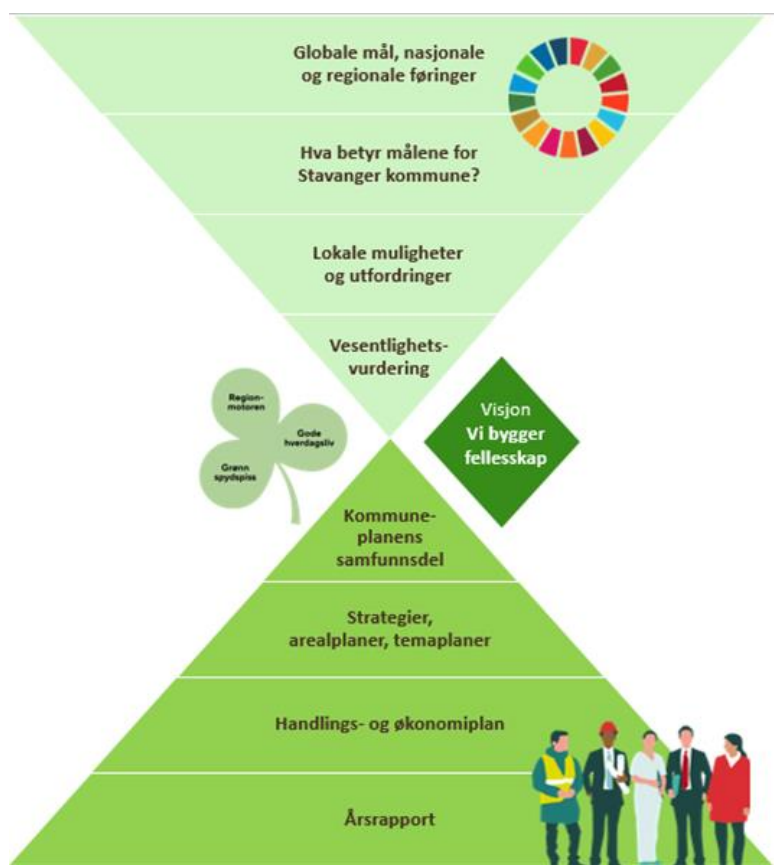 Globale mål, nasjonale
og regionale føringer
Hva betyr målene for
Stavanger kommune?
Lokale muligheter
og utfordringer
Vesentlighets-
vurdering
Region-
motoren
Gode
hverdagsliv
Grønn
spydspiss
Visjon
Vi bygger
fellesskap
Kommune-
planens
samfunnsdel
Strategier,
arealplaner, temaplaner
Handlings- og økonomiplan
Årsrapport